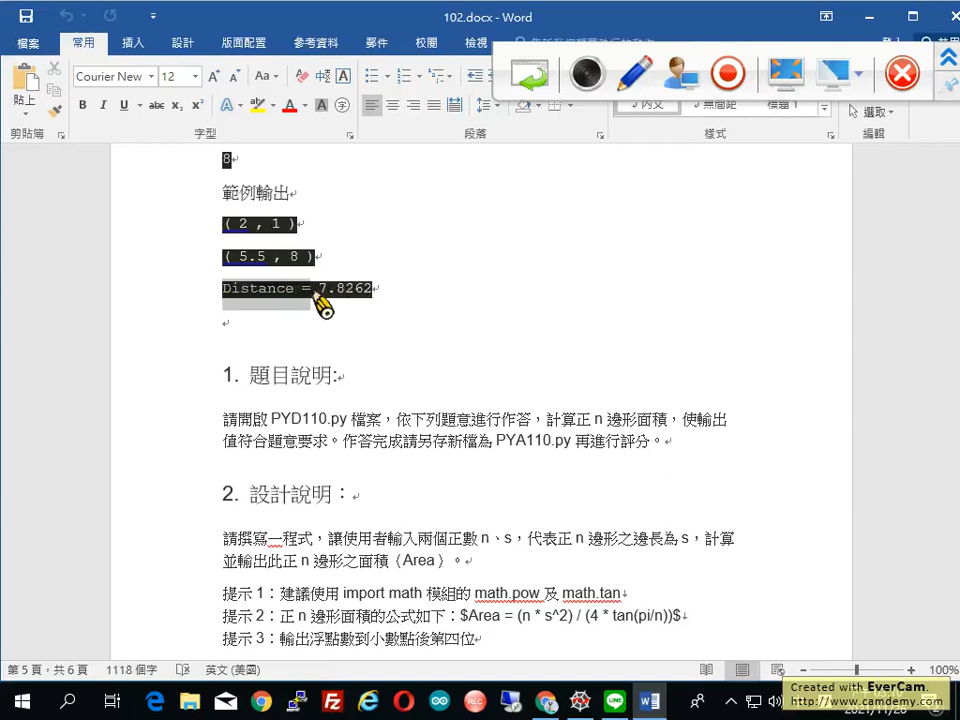 102.docx - Word
檔案 常用 插入 設計 版面配置 參考資料 郵件 校閱 檢視
Courier New 12 Aa
貼上
B I U abc x₂ x² A A A 字
內文 無間距 標題 1
選取
剪貼簿 字型 段落 樣式 編輯
8
範例輸出
( 2 , 1 )
( 5.5 , 8 )
Distance = 7.8262
1. 題目說明:
請開啟 PYD110.py 檔案，依下列題意進行作答，計算正 n 邊形面積，使輸出
值符合題意要求。作答完成請另存新檔為 PYA110.py 再進行評分。
2. 設計說明：
請撰寫一程式，讓使用者輸入兩個正數 n、s，代表正 n 邊形之邊長為 s，計算
並輸出此正 n 邊形之面積（Area）。
提示 1：建議使用 import math 模組的 math.pow 及 math.tan
提示 2：正 n 邊形面積的公式如下：$Area = (n * s^2) / (4 * tan(pi/n))$
提示 3：輸出浮點數到小數點後第四位
第 5 頁，共 6 頁 1118 個字 英文 (美國) 100%
Created with EverCam.
http://www.camdemy.com